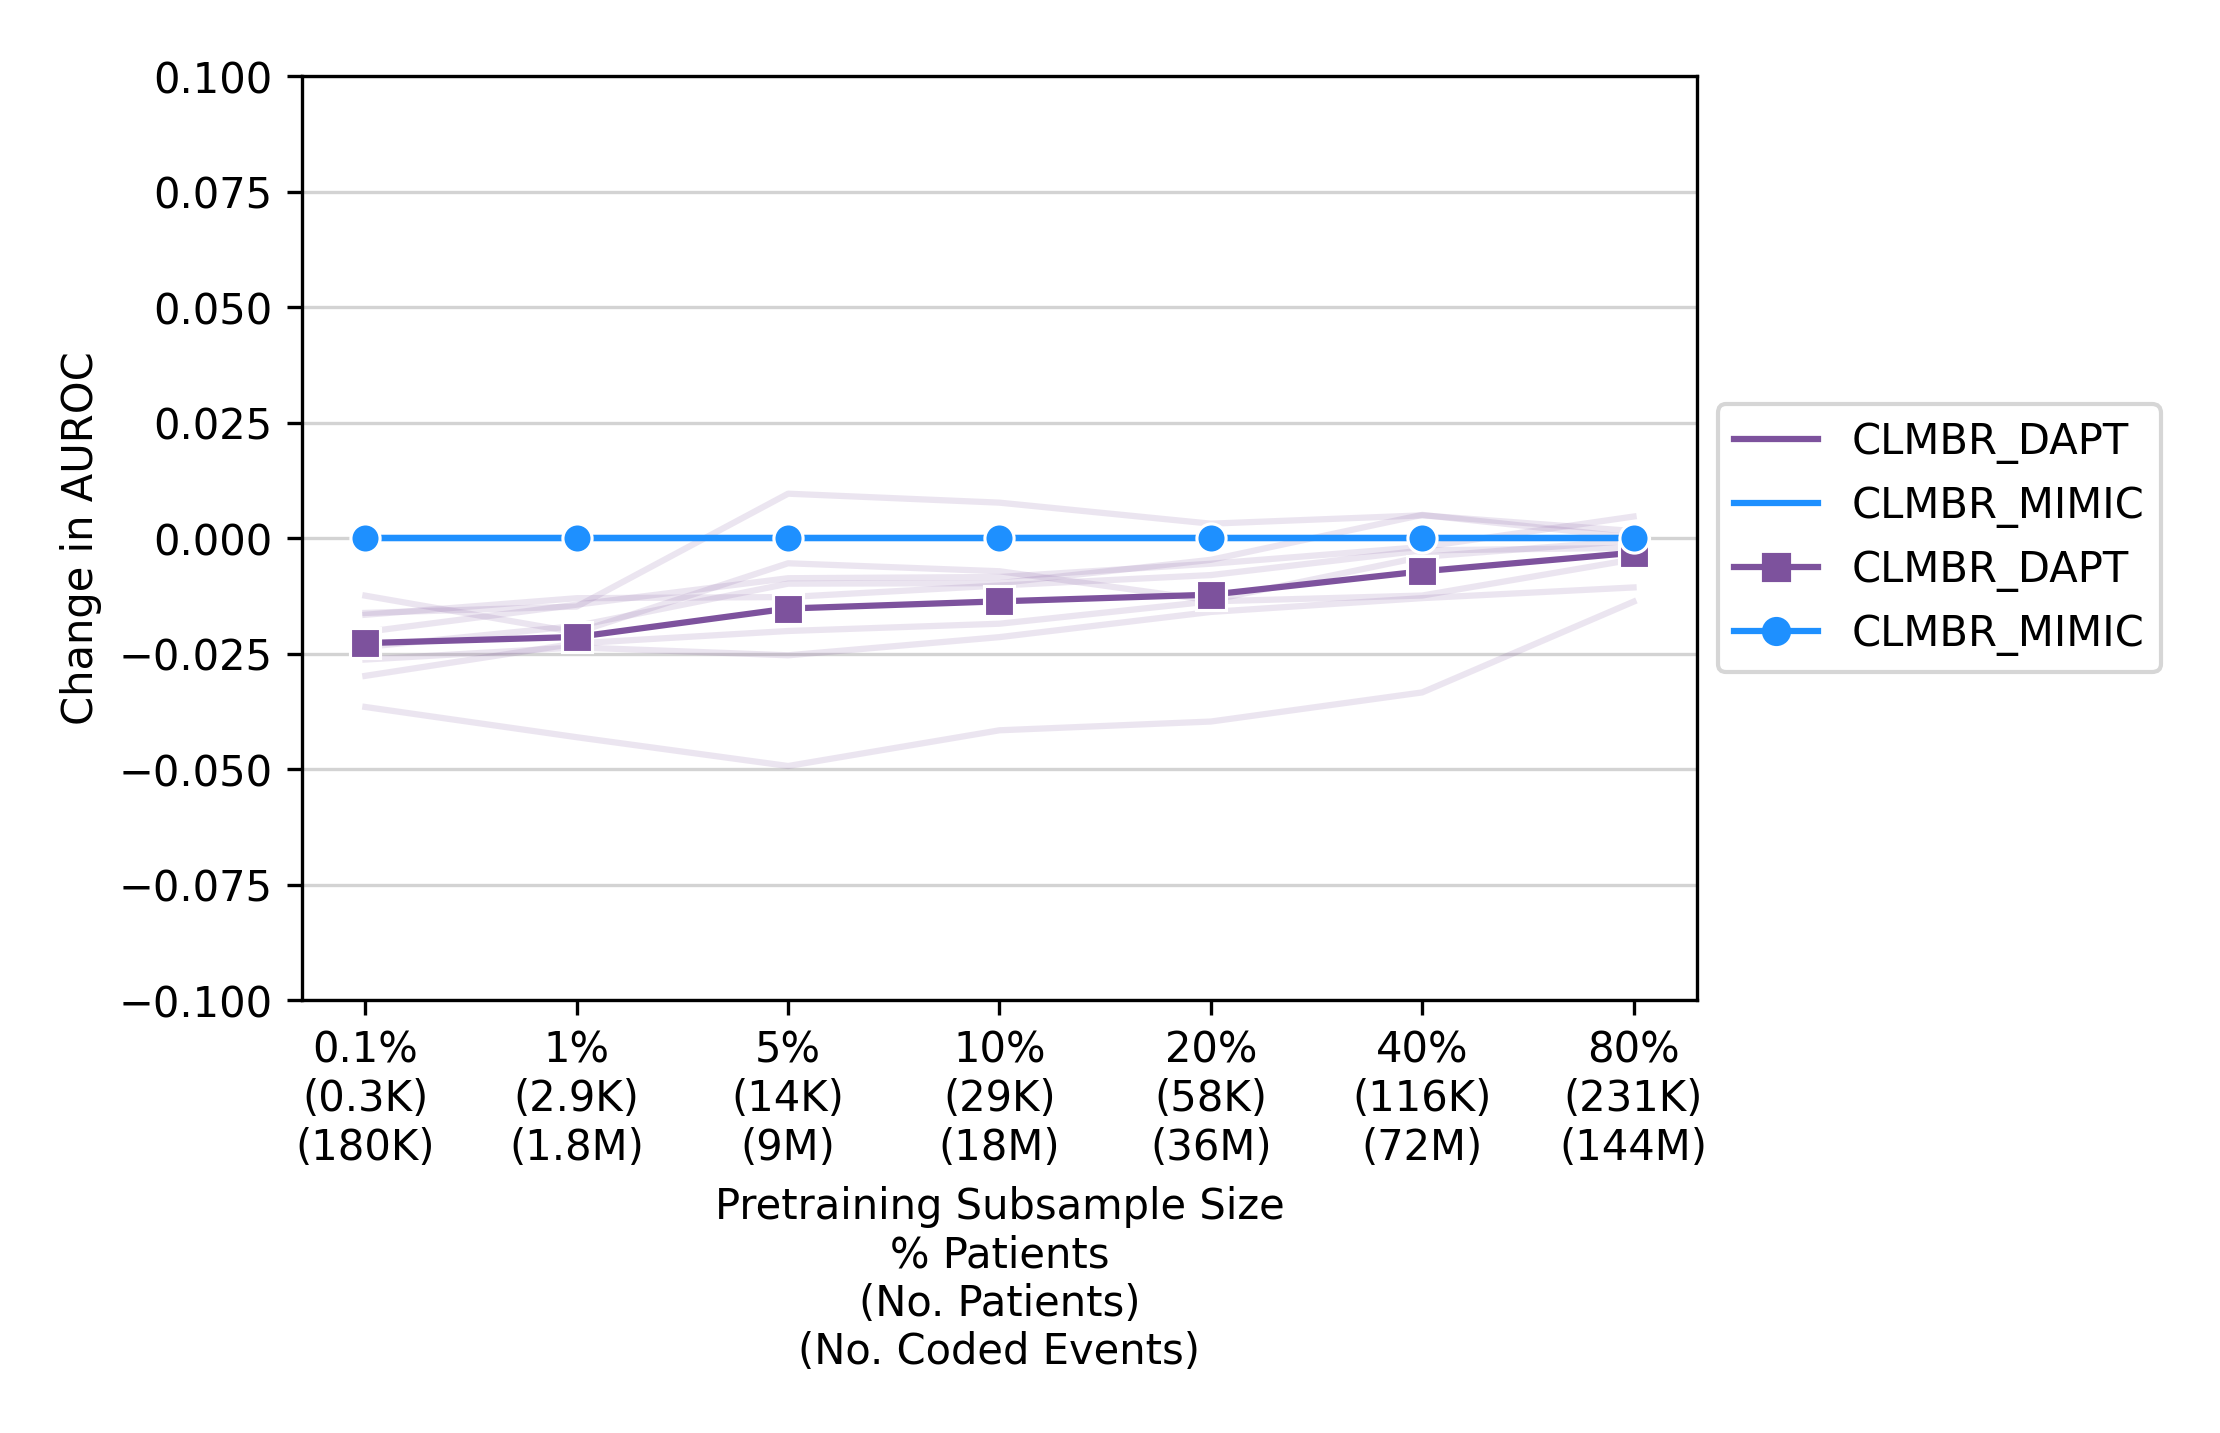 0.100
0.075
0.050
0.025
0.000
−0.025
−0.050
−0.075
−0.100
Change in AUROC
CLMBR_DAPT
CLMBR_MIMIC
CLMBR_DAPT
CLMBR_MIMIC
0.1% 1% 5% 10% 20% 40% 80%
(0.3K) (2.9K) (14K) (29K) (58K) (116K) (231K)
(180K) (1.8M) (9M) (18M) (36M) (72M) (144M)
Pretraining Subsample Size
% Patients
(No. Patients)
(No. Coded Events)